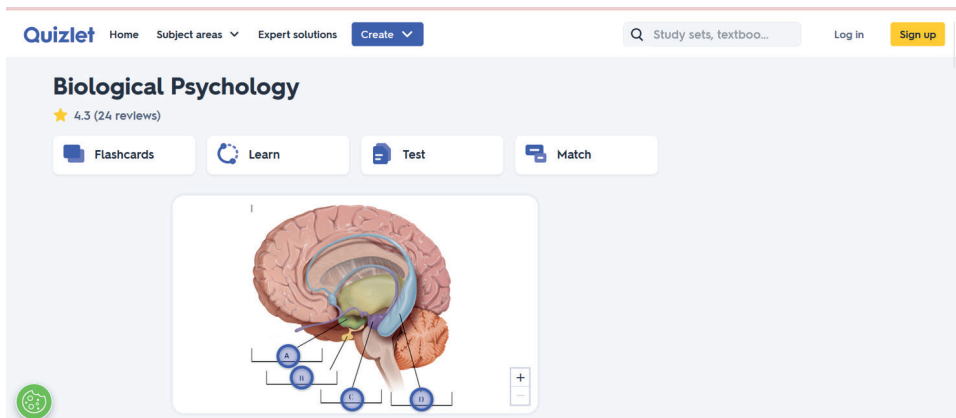 Quizlet Home Subject areas Expert solutions Create Study sets, textboo... Log in Sign up
Biological Psychology
4.3 (24 reviews)
Flashcards Learn Test Match
A
B
C
D
+